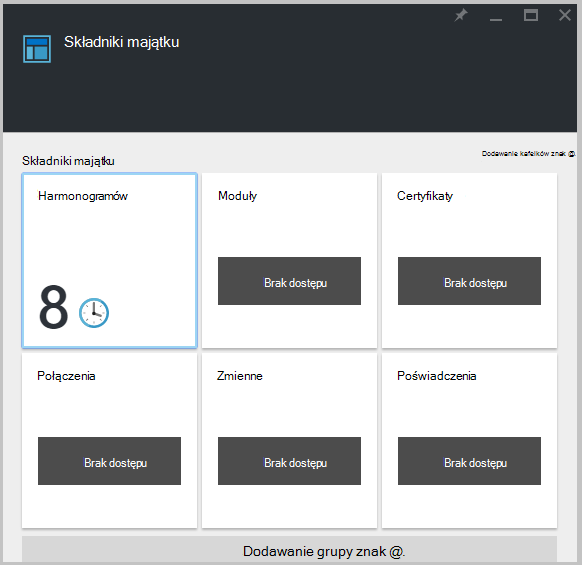 Składniki majątku
Dodawanie kafelków znak @.
Składniki majątku
Harmonogramów
8
Moduły
Brak dostępu
Certyfikaty
Brak dostępu
Połączenia
Brak dostępu
Zmienne
Brak dostępu
Poświadczenia
Brak dostępu
Dodawanie grupy znak @.